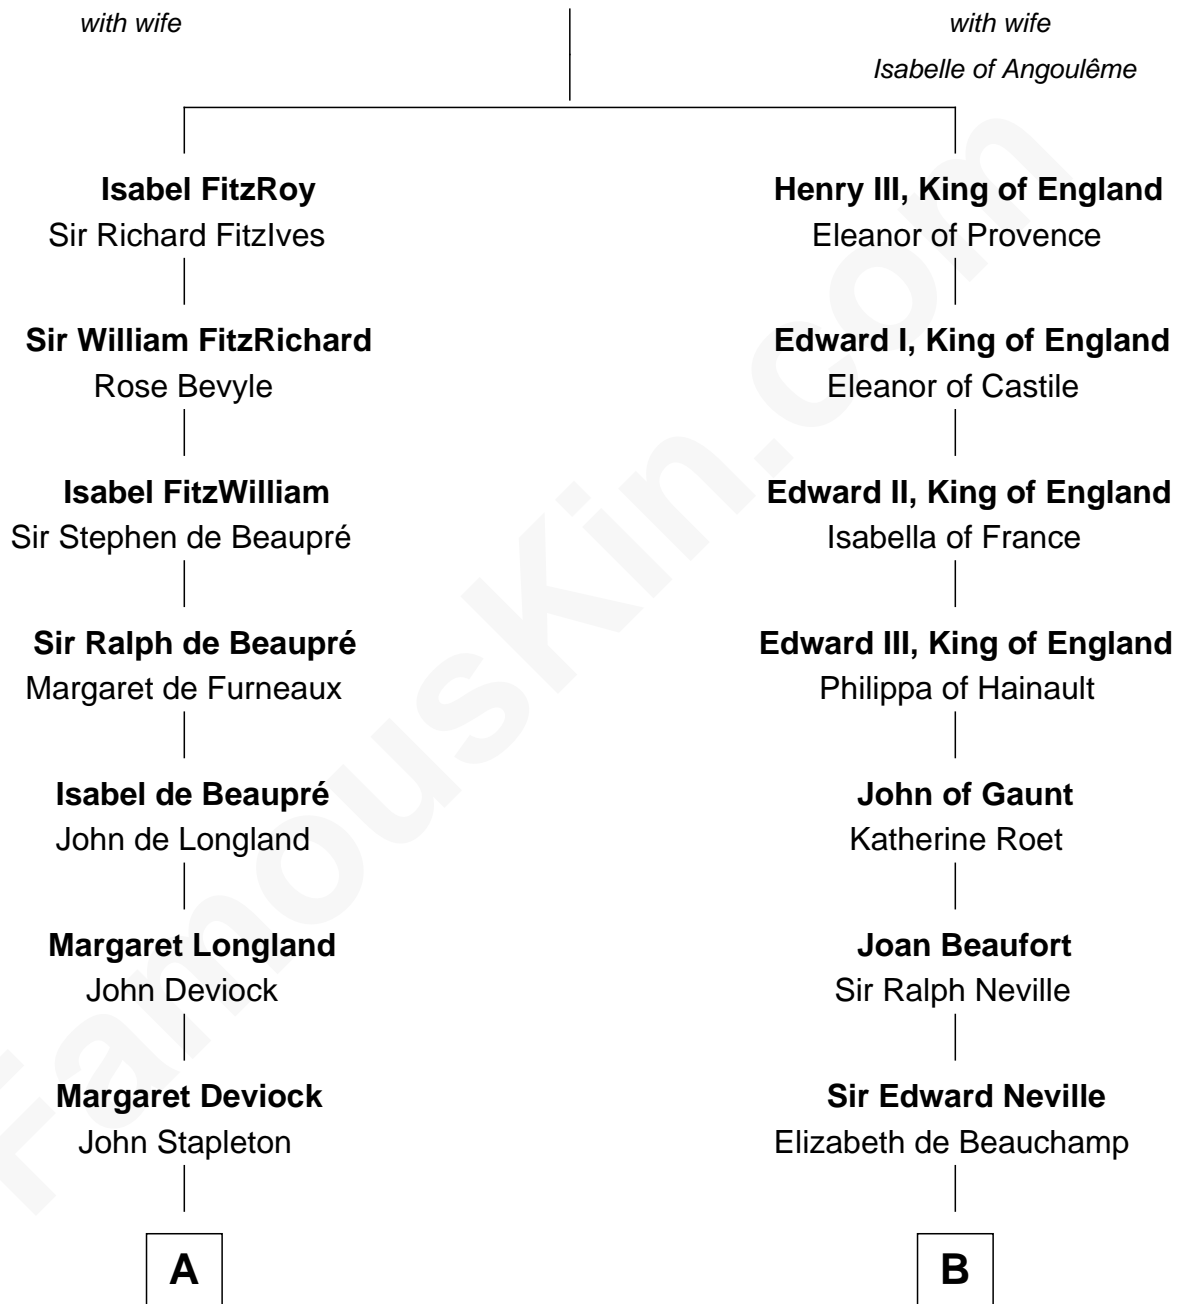 with wife
with wife
Isabelle of Angoulême
Isabel FitzRoy
Sir Richard FitzIves
Henry III, King of England
Eleanor of Provence
Sir William FitzRichard
Rose Bevyle
Edward I, King of England
Eleanor of Castile
Isabel FitzWilliam
Sir Stephen de Beaupré
Edward II, King of England
Isabella of France
Sir Ralph de Beaupré
Margaret de Furneaux
Edward III, King of England
Philippa of Hainault
Isabel de Beaupré
John de Longland
John of Gaunt
Katherine Roet
Margaret Longland
John Deviock
Joan Beaufort
Sir Ralph Neville
Margaret Deviock
John Stapleton
Sir Edward Neville
Elizabeth de Beauchamp
A
B
FamousKin.com